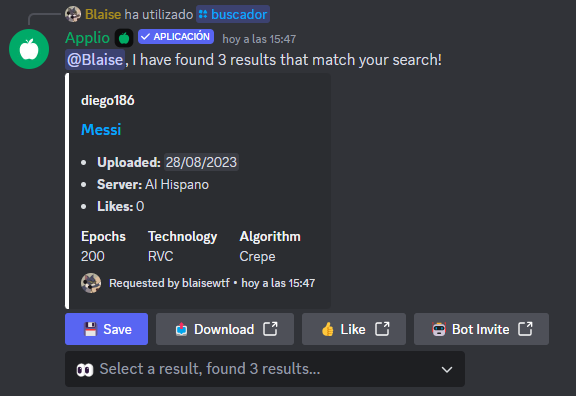 Blaise ha utilizado buscador
Applio ✓ APLICACIÓN hoy a las 15:47
@Blaise, I have found 3 results that match your search!
diego186
Messi
• Uploaded: 28/08/2023
• Server: AI Hispano
• Likes: 0
Epochs Technology Algorithm
200 RVC Crepe
Requested by blaisewtf • hoy a las 15:47
Save Download Like Bot Invite
Select a result, found 3 results...